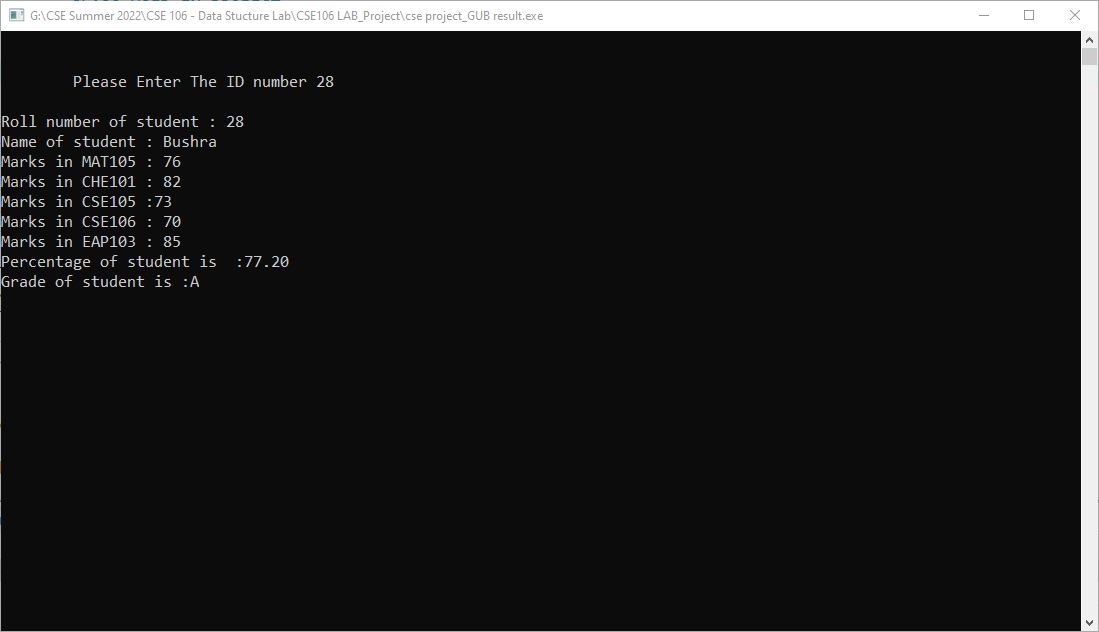 G:\CSE Summer 2022\CSE 106 - Data Stucture Lab\CSE106 LAB_Project\cse project_GUB result.exe
Please Enter The ID number 28
Roll number of student : 28
Name of student : Bushra
Marks in MAT105 : 76
Marks in CHE101 : 82
Marks in CSE105 :73
Marks in CSE106 : 70
Marks in EAP103 : 85
Percentage of student is  :77.20
Grade of student is :A